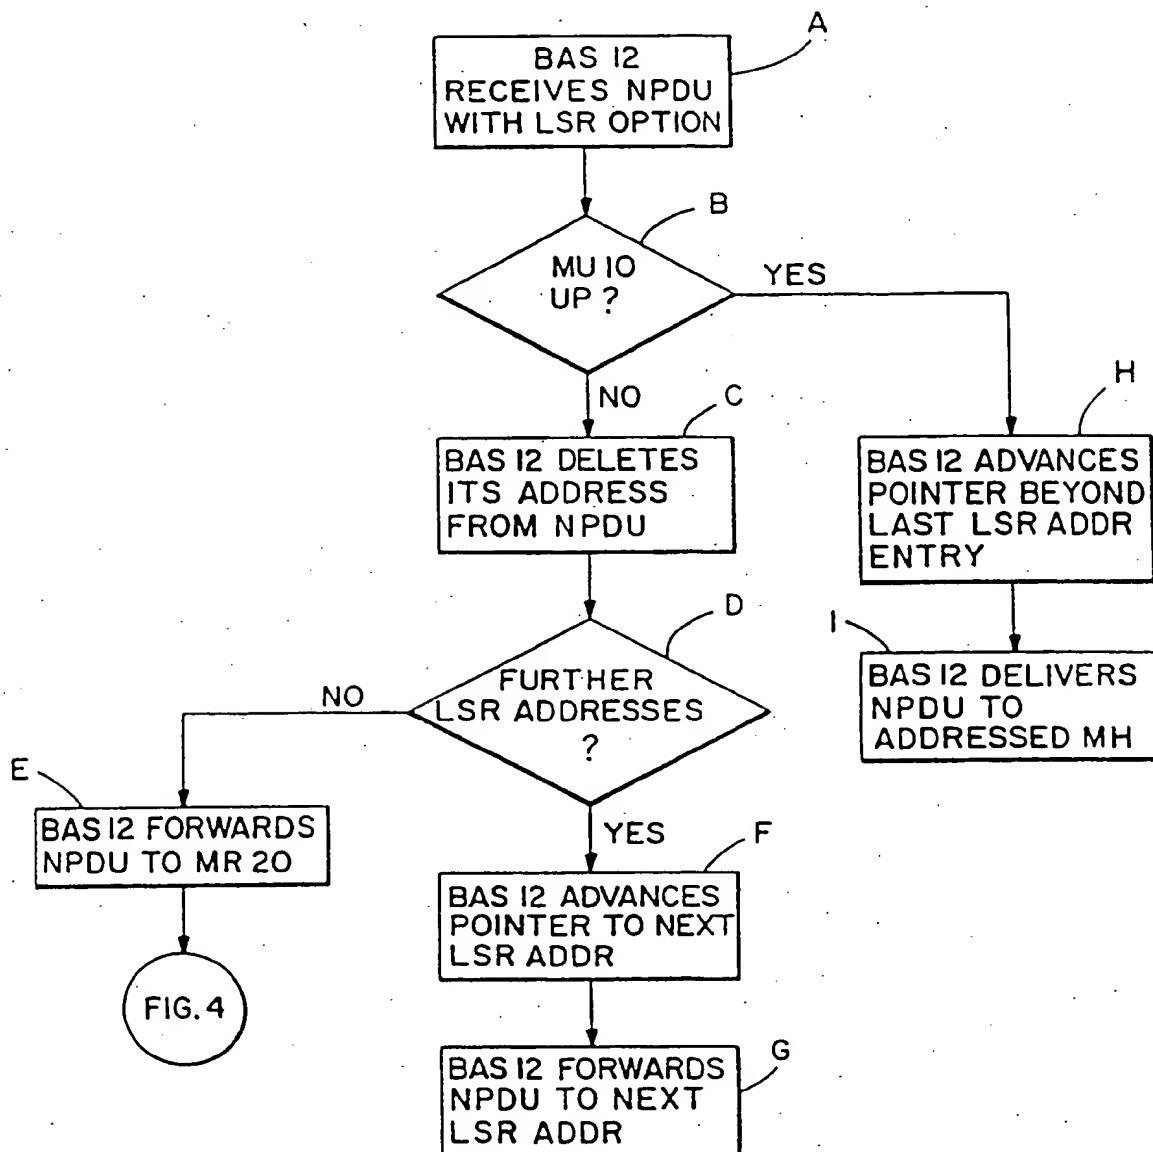 A
BAS 12
RECEIVES NPDU
WITH LSR OPTION
B
MU 10
UP ?
YES
NO
C
H
BAS 12 DELETES
ITS ADDRESS
FROM NPDU
BAS 12 ADVANCES
POINTER BEYOND
LAST LSR ADDR
ENTRY
D
I
FURTHER
LSR ADDRESSES
?
NO
BAS 12 DELIVERS
NPDU TO
ADDRESSED MH
E
BAS 12 FORWARDS
NPDU TO MR 20
YES
F
BAS 12 ADVANCES
POINTER TO NEXT
LSR ADDR
FIG. 4
G
BAS 12 FORWARDS
NPDU TO NEXT
LSR ADDR